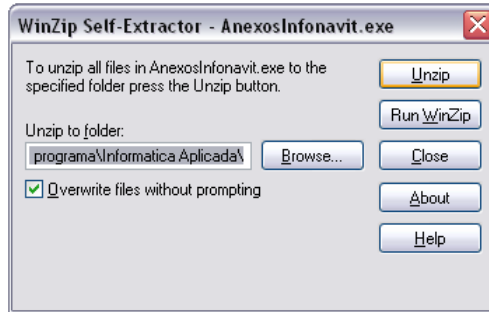 WinZip Self-Extractor - AnexosInfonavit.exe
To unzip all files in AnexosInfonavit.exe to the
specified folder press the Unzip button.
Unzip to folder:
programa\Informatica Aplicada\
Browse...
Overwrite files without prompting
Unzip
Run WinZip
Close
About
Help